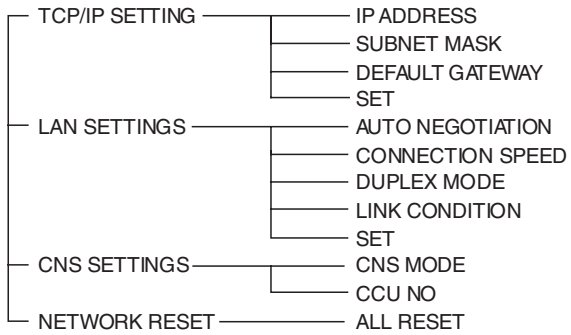 TCP/IP SETTING IP ADDRESS
SUBNET MASK
DEFAULT GATEWAY
SET
LAN SETTINGS AUTO NEGOTIATION
CONNECTION SPEED
DUPLEX MODE
LINK CONDITION
SET
CNS SETTINGS CNS MODE
CCU NO
NETWORK RESET ALL RESET